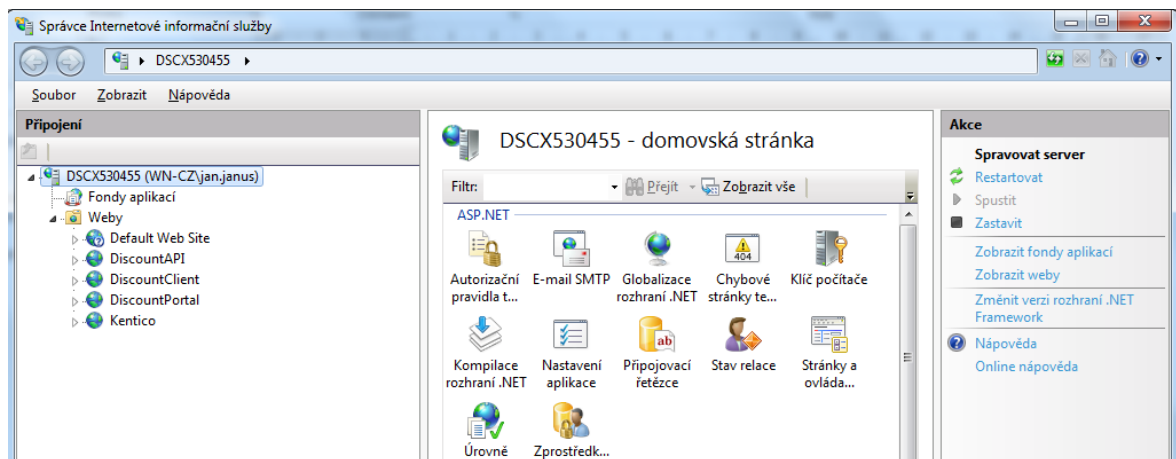 Správce Internetové informační služby
DSCX530455
Soubor Zobrazit Nápověda
Připojení
DSCX530455 (WN-CZ\jan.janus)
Fondy aplikací
Weby
Default Web Site
DiscountAPI
DiscountClient
DiscountPortal
Kentico
DSCX530455 - domovská stránka
Filtr: Přejít Zobrazit vše
ASP.NET
Autorizační pravidla t...
E-mail SMTP
Globalizace rozhraní .NET
404
Chybové stránky te...
Klíč počítače
Kompilace rozhraní .NET
Nastavení aplikace
ab
Připojovací řetězce
Stav relace
Stránky a ovláda...
Úrovně
Zprostředk...
Akce
Spravovat server
Restartovat
Spustit
Zastavit
Zobrazit fondy aplikací
Zobrazit weby
Změnit verzi rozhraní .NET
Framework
Nápověda
Online nápověda